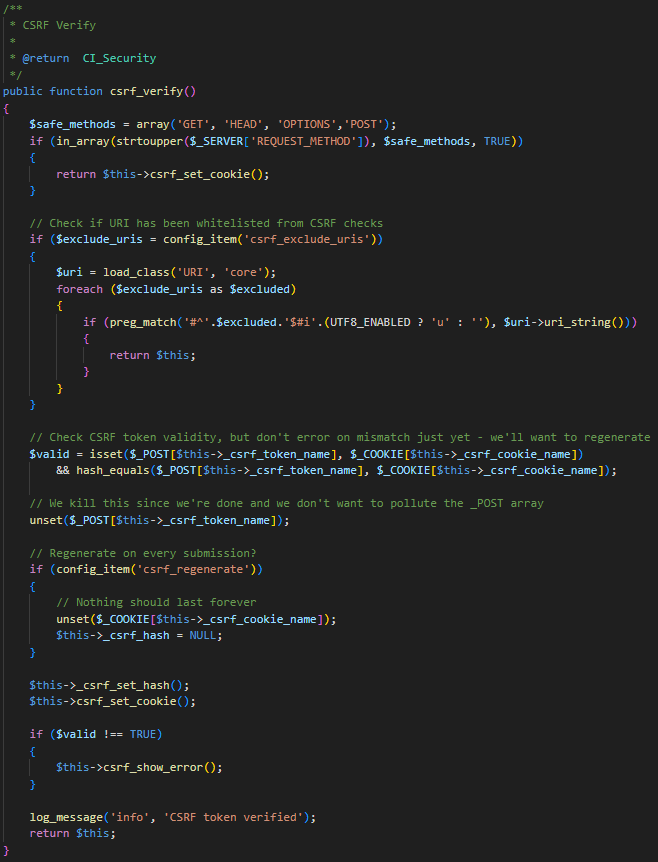 /**
 * CSRF Verify
 *
 * @return  CI_Security
 */
public function csrf_verify()
{
    $safe_methods = array('GET', 'HEAD', 'OPTIONS','POST');
    if (in_array(strtoupper($_SERVER['REQUEST_METHOD']), $safe_methods, TRUE))
    {
        return $this->csrf_set_cookie();
    }

    // Check if URI has been whitelisted from CSRF checks
    if ($exclude_uris = config_item('csrf_exclude_uris'))
    {
        $uri = load_class('URI', 'core');
        foreach ($exclude_uris as $excluded)
        {
            if (preg_match('#^'.$excluded.'$#i'.(UTF8_ENABLED ? 'u' : ''), $uri->uri_string()))
            {
                return $this;
            }
        }
    }

    // Check CSRF token validity, but don't error on mismatch just yet - we'll want to regenerate
    $valid = isset($_POST[$this->_csrf_token_name], $_COOKIE[$this->_csrf_cookie_name])
        && hash_equals($_POST[$this->_csrf_token_name], $_COOKIE[$this->_csrf_cookie_name]);

    // We kill this since we're done and we don't want to pollute the _POST array
    unset($_POST[$this->_csrf_token_name]);

    // Regenerate on every submission?
    if (config_item('csrf_regenerate'))
    {
        // Nothing should last forever
        unset($_COOKIE[$this->_csrf_cookie_name]);
        $this->_csrf_hash = NULL;
    }

    $this->_csrf_set_hash();
    $this->csrf_set_cookie();

    if ($valid !== TRUE)
    {
        $this->csrf_show_error();
    }

    log_message('info', 'CSRF token verified');
    return $this;
}